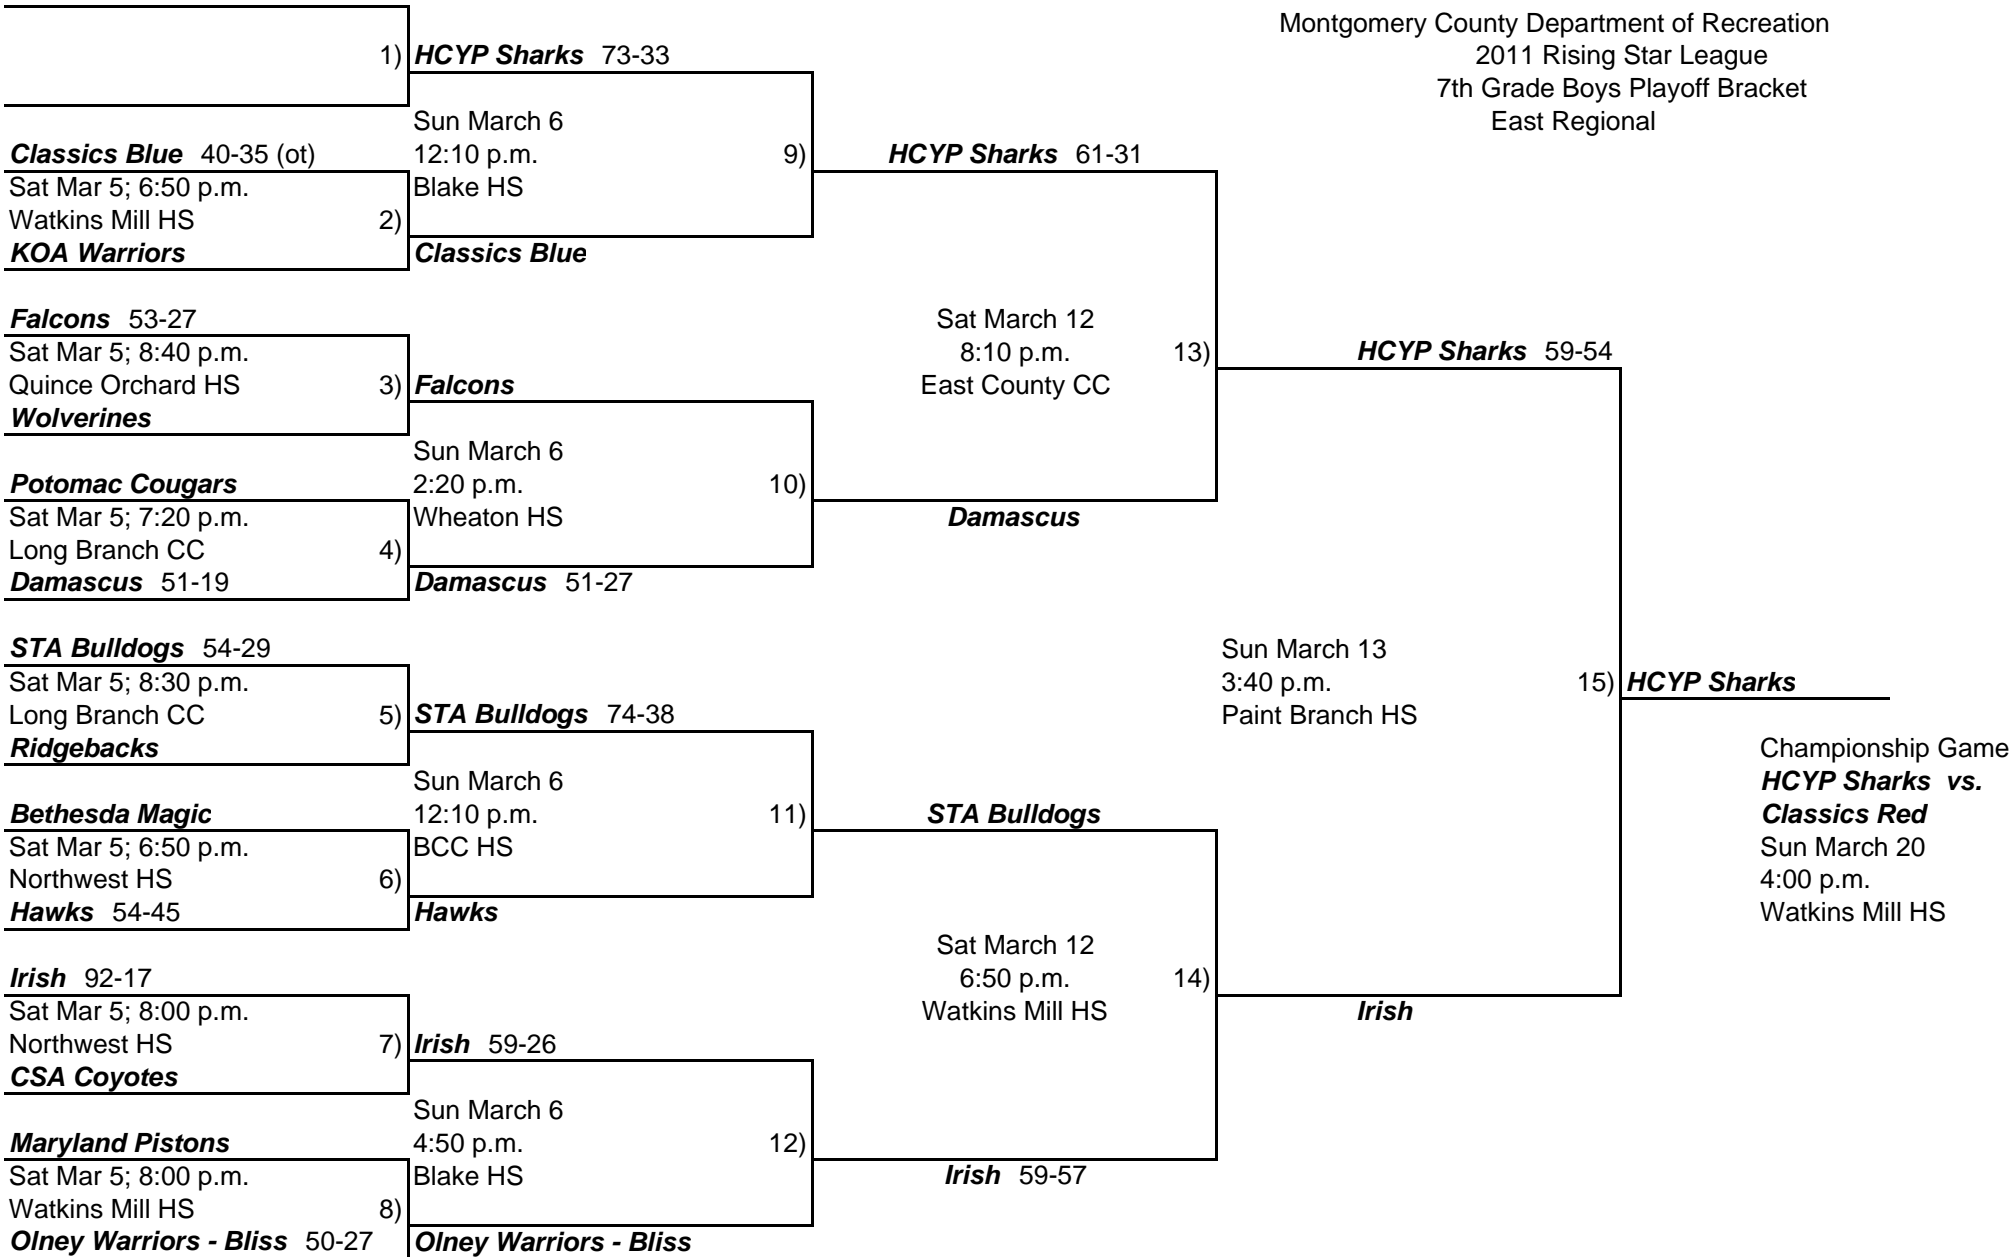 Montgomery County Department of Recreation
2011 Rising Star League
7th Grade Boys Playoff Bracket
East Regional
1)
Classics Blue 40-35 (ot)
Sat Mar 5; 6:50 p.m.
Watkins Mill HS 2)
KOA Warriors
Falcons 53-27
Sat Mar 5; 8:40 p.m.
Quince Orchard HS 3)
Wolverines
Potomac Cougars
Sat Mar 5; 7:20 p.m.
Long Branch CC 4)
Damascus 51-19
STA Bulldogs 54-29
Sat Mar 5; 8:30 p.m.
Long Branch CC 5)
Ridgebacks
Bethesda Magic
Sat Mar 5; 6:50 p.m.
Northwest HS 6)
Hawks 54-45
Irish 92-17
Sat Mar 5; 8:00 p.m.
Northwest HS 7)
CSA Coyotes
Maryland Pistons
Sat Mar 5; 8:00 p.m.
Watkins Mill HS 8)
Olney Warriors - Bliss 50-27
HCYP Sharks 73-33
Sun March 6
12:10 p.m. 9)
Blake HS
Classics Blue
Falcons
Sun March 6
2:20 p.m. 10)
Wheaton HS
Damascus 51-27
STA Bulldogs 74-38
Sun March 6
12:10 p.m. 11)
BCC HS
Hawks
Irish 59-26
Sun March 6
4:50 p.m. 12)
Blake HS
Olney Warriors - Bliss
HCYP Sharks 61-31
Sat March 12
8:10 p.m. 13)
East County CC
Damascus
STA Bulldogs
Sat March 12
6:50 p.m. 14)
Watkins Mill HS
Irish 59-57
HCYP Sharks 59-54
Sun March 13
3:40 p.m. 15)
Paint Branch HS
Irish
HCYP Sharks
Championship Game
HCYP Sharks vs.
Classics Red
Sun March 20
4:00 p.m.
Watkins Mill HS